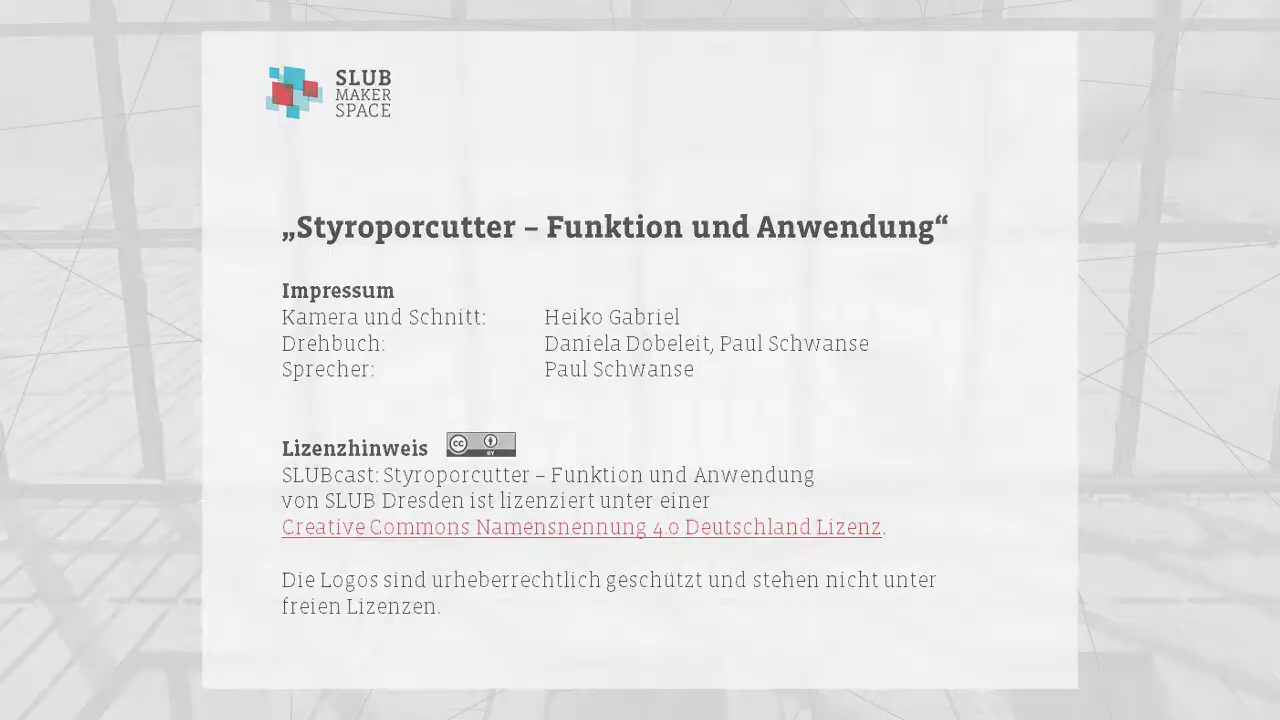 SLUB
MAKER
SPACE
„Styroporcutter – Funktion und Anwendung“
Impressum
Kamera und Schnitt: Heiko Gabriel
Drehbuch: Daniela Dobeleit, Paul Schwanse
Sprecher: Paul Schwanse
Lizenzhinweis cc BY
SLUBcast: Styroporcutter – Funktion und Anwendung
von SLUB Dresden ist lizenziert unter einer
Creative Commons Namensnennung 4.0 Deutschland Lizenz.
Die Logos sind urheberrechtlich geschützt und stehen nicht unter
freien Lizenzen.